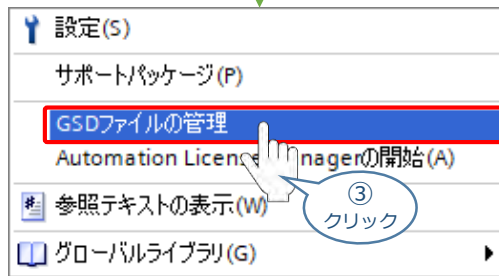 設定(S)
サポートパッケージ(P)
GSDファイルの管理
Automation License nagerの開始(A)
③
クリック
参照テキストの表示(W)
グローバルライブラリ(G)